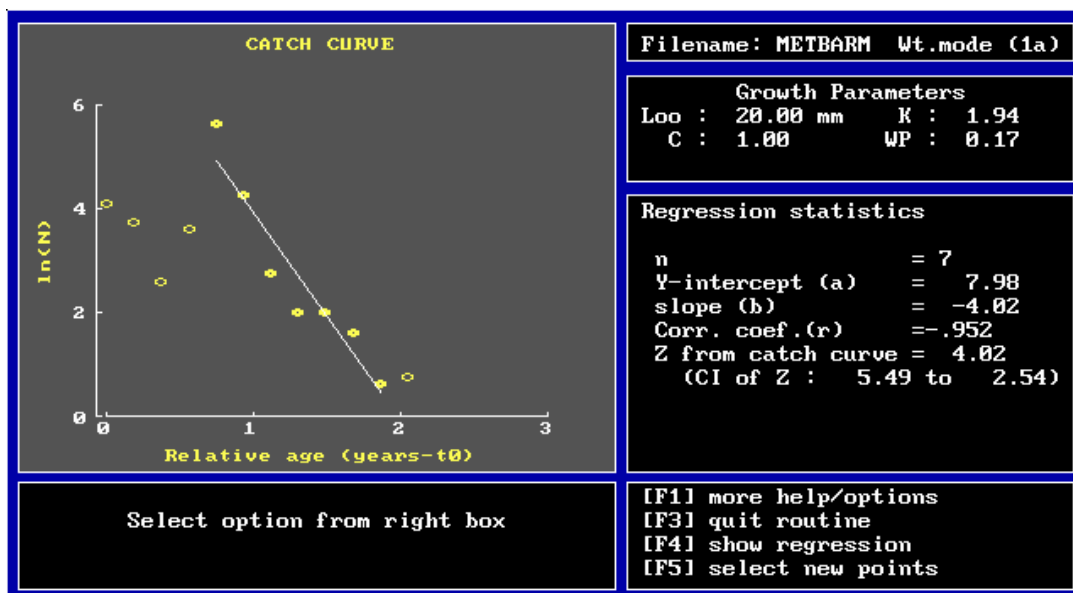 CATCH CURVE
6
4
2
0
ln(N)
0 1 2 3
Relative age (years-t0)
Select option from right box
Filename: METBARM Wt.mode (1a)
Growth Parameters
Loo : 20.00 mm K : 1.94
C : 1.00 WP : 0.17
Regression statistics
n = 7
Y-intercept (a) = 7.98
slope (b) = -4.02
Corr. coef.(r) =-.952
Z from catch curve = 4.02
(CI of Z : 5.49 to 2.54)
[F1] more help/options
[F3] quit routine
[F4] show regression
[F5] select new points